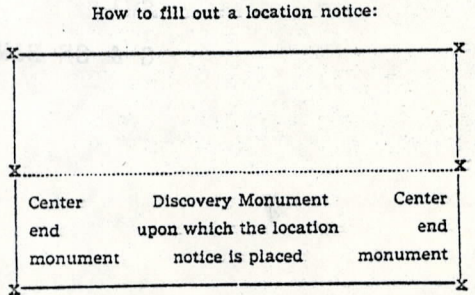 How to fill out a location notice:
X X
X X
Center Discovery Monument Center
end upon which the location end
monument notice is placed monument
X X